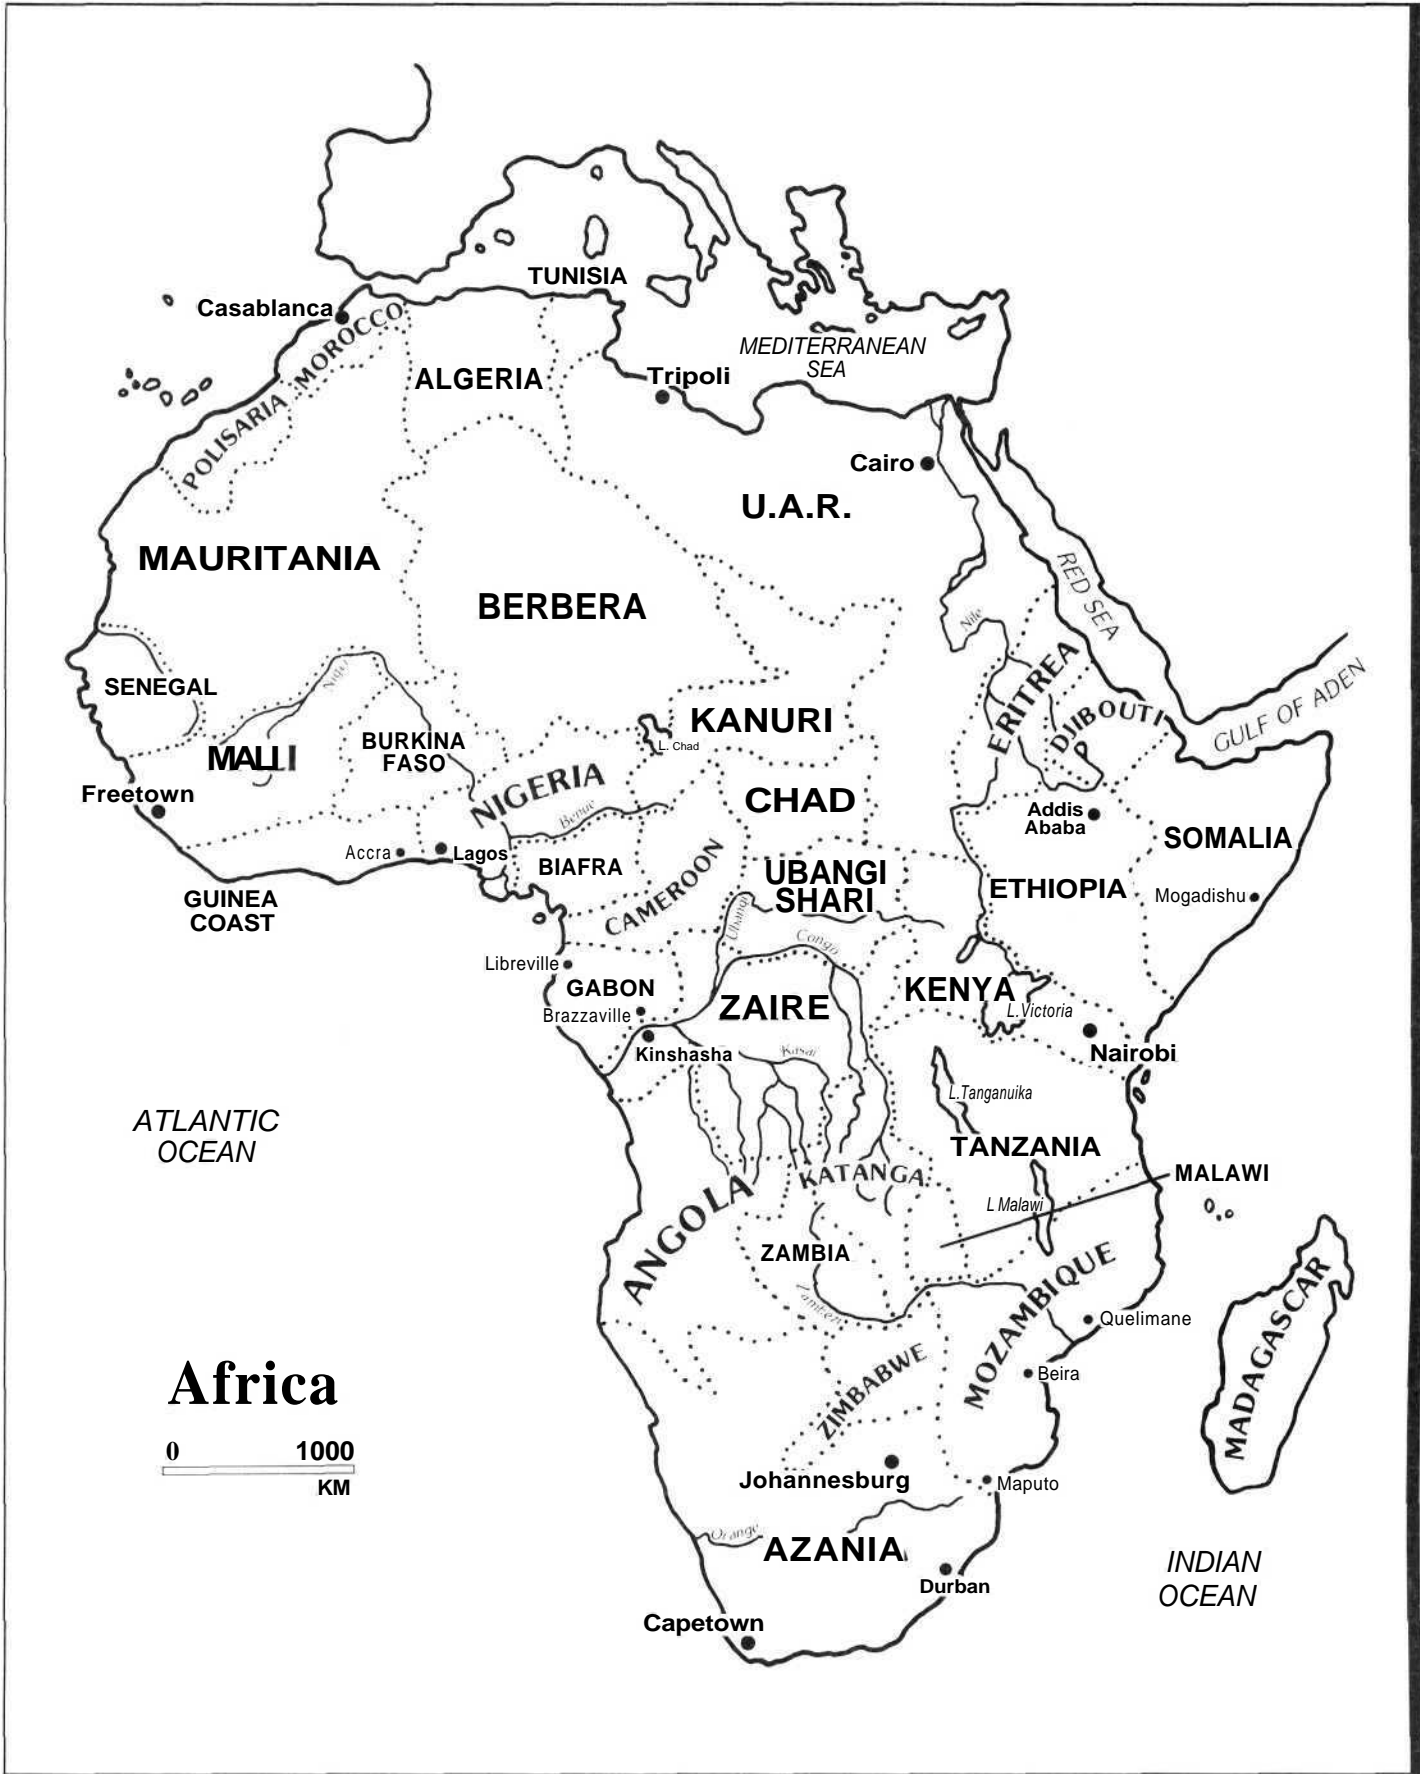 TUNISIA
Casablanca
MOROCCO
MEDITERRANEAN
SEA
ALGERIA
Tripoli
POLISARIA
Cairo
U.A.R.
MAURITANIA
RED SEA
BERBERA
Nile
SENEGAL
Niger
ERITREA
GULF OF ADEN
DJIBOUTI
KANURI
L. Chad
MALLI
BURKINA
FASO
NIGERIA
Benue
CHAD
Freetown
Addis
Ababa
SOMALIA
Accra
Lagos
BIAFRA
CAMEROON
UBANGI
SHARI
ETHIOPIA
Mogadishu
GUINEA
COAST
Ubangi
Congo
Libreville
GABON
Brazzaville
ZAIRE
KENYA
L.Victoria
Kinshasha
Kasai
Nairobi
L.Tanganuika
ATLANTIC
OCEAN
TANZANIA
KATANGA
MALAWI
L Malawi
ANGOLA
ZAMBIA
MOZAMBIQUE
Quelimane
MADAGASCAR
ZIMBABWE
Beira
Africa
0 1000
KM
Johannesburg
Maputo
Orange
AZANIA
INDIAN
OCEAN
Durban
Capetown